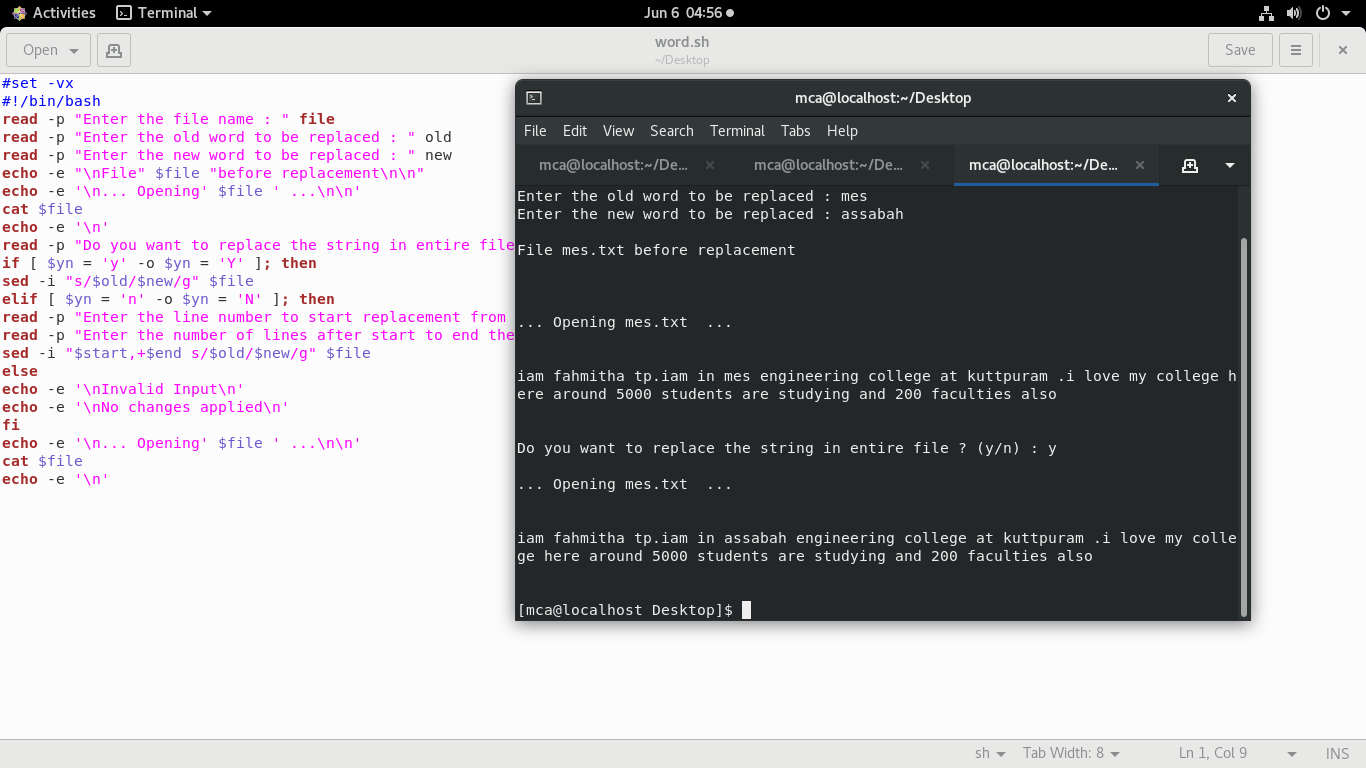 Activities Terminal Jun 6 04:56
Open word.sh Save
~/Desktop
#set -vx
#!/bin/bash
read -p "Enter the file name : " file
read -p "Enter the old word to be replaced : " old
read -p "Enter the new word to be replaced : " new
echo -e "\nFile" $file "before replacement\n\n"
echo -e '\n... Opening' $file ' ...\n\n'
cat $file
echo -e '\n'
read -p "Do you want to replace the string in entire file
if [ $yn = 'y' -o $yn = 'Y' ]; then
sed -i "s/$old/$new/g" $file
elif [ $yn = 'n' -o $yn = 'N' ]; then
read -p "Enter the line number to start replacement from
read -p "Enter the number of lines after start to end the
sed -i "$start,+$end s/$old/$new/g" $file
else
echo -e '\nInvalid Input\n'
echo -e '\nNo changes applied\n'
fi
echo -e '\n... Opening' $file ' ...\n\n'
cat $file
echo -e '\n'
mca@localhost:~/Desktop
File Edit View Search Terminal Tabs Help
mca@localhost:~/De... mca@localhost:~/De... mca@localhost:~/De...
Enter the old word to be replaced : mes
Enter the new word to be replaced : assabah
File mes.txt before replacement
... Opening mes.txt  ...
iam fahmitha tp.iam in mes engineering college at kuttpuram .i love my college h
ere around 5000 students are studying and 200 faculties also
Do you want to replace the string in entire file ? (y/n) : y
... Opening mes.txt  ...
iam fahmitha tp.iam in assabah engineering college at kuttpuram .i love my colle
ge here around 5000 students are studying and 200 faculties also
[mca@localhost Desktop]$
sh Tab Width: 8 Ln 1, Col 9 INS